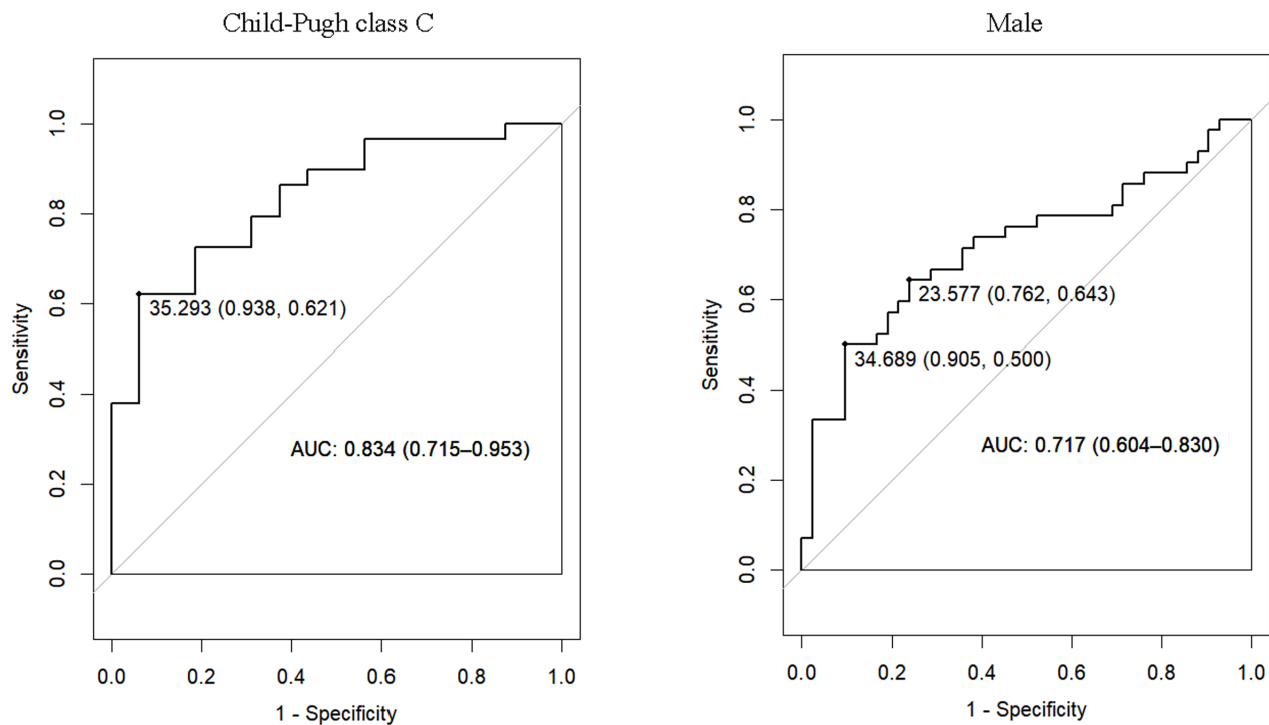 Child-Pugh class C
Sensitivity
1.0
0.8
0.6
0.4
0.2
0.0
35.293 (0.938, 0.621)
AUC: 0.834 (0.715–0.953)
0.0 0.2 0.4 0.6 0.8 1.0
1 - Specificity
Male
Sensitivity
1.0
0.8
0.6
0.4
0.2
0.0
23.577 (0.762, 0.643)
34.689 (0.905, 0.500)
AUC: 0.717 (0.604–0.830)
0.0 0.2 0.4 0.6 0.8 1.0
1 - Specificity